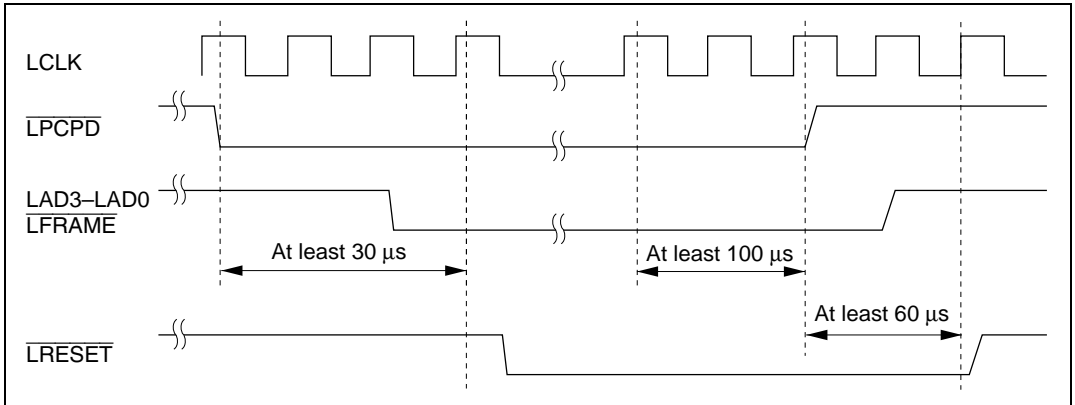 LCLK
LPCPD
LAD3–LAD0
LFRAME
At least 30 μs
At least 100 μs
At least 60 μs
LRESET